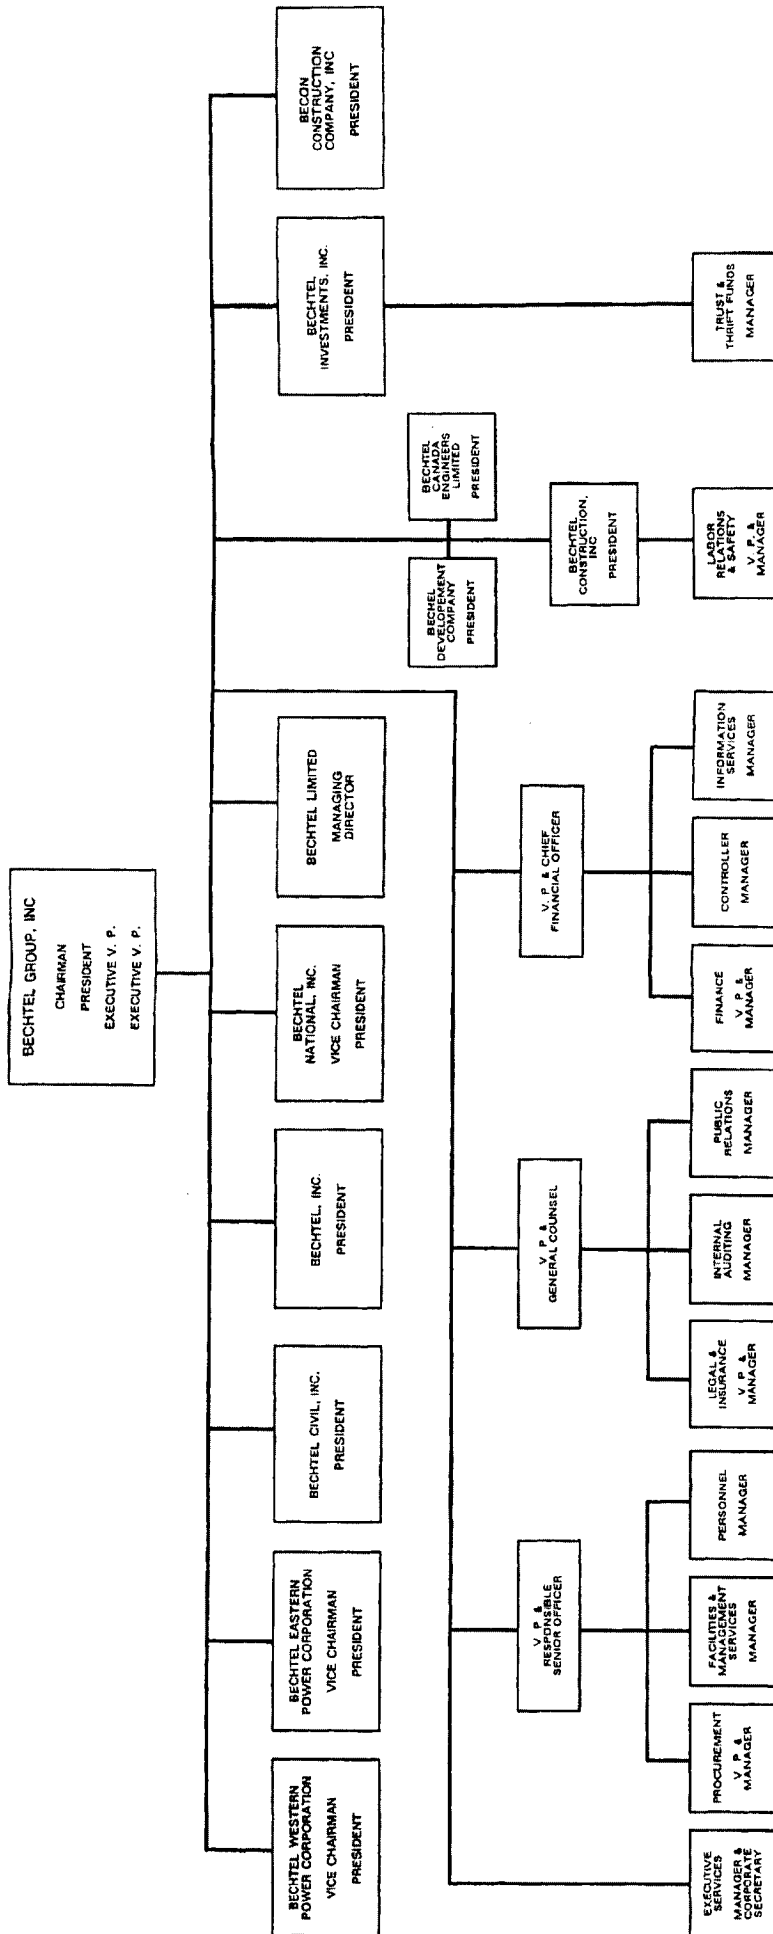 BECHTEL GROUP, INC
CHAIRMAN
PRESIDENT
EXECUTIVE V. P.
EXECUTIVE V. P.
BECHTEL WESTERN
POWER CORPORATION
VICE CHAIRMAN
PRESIDENT
BECHTEL EASTERN
POWER CORPORATION
VICE CHAIRMAN
PRESIDENT
BECHTEL CIVIL, INC.
PRESIDENT
BECHTEL, INC.
PRESIDENT
BECHTEL
NATIONAL, INC.
VICE CHAIRMAN
PRESIDENT
BECHTEL LIMITED
MANAGING
DIRECTOR
BECHTEL
INVESTMENTS, INC.
PRESIDENT
BECON
CONSTRUCTION
COMPANY, INC
PRESIDENT
BECHEL
DEVELOPEMENT
COMPANY
PRESIDENT
BECHTEL
CANADA
ENGINEERS
LIMITED
PRESIDENT
V P &
RESPONSIBLE
SENIOR OFFICER
V P &
GENERAL COUNSEL
V. P & CHIEF
FINANCIAL OFFICER
BECHTEL
CONSTRUCTION,
INC
PRESIDENT
EXECUTIVE
SERVICES
MANAGER &
CORPORATE
SECRETARY
PROCUREMENT
V P &
MANAGER
FACILITIES &
MANAGEMENT
SERVICES
MANAGER
PERSONNEL
MANAGER
LEGAL &
INSURANCE
V P &
MANAGER
INTERNAL
AUDITING
MANAGER
PUBLIC
RELATIONS
MANAGER
FINANCE
V P &
MANAGER
CONTROLLER
MANAGER
INFORMATION
SERVICES
MANAGER
LABOR
RELATIONS
& SAFETY
V. P. &
MANAGER
TRUST &
THRIFT FUNDS
MANAGER